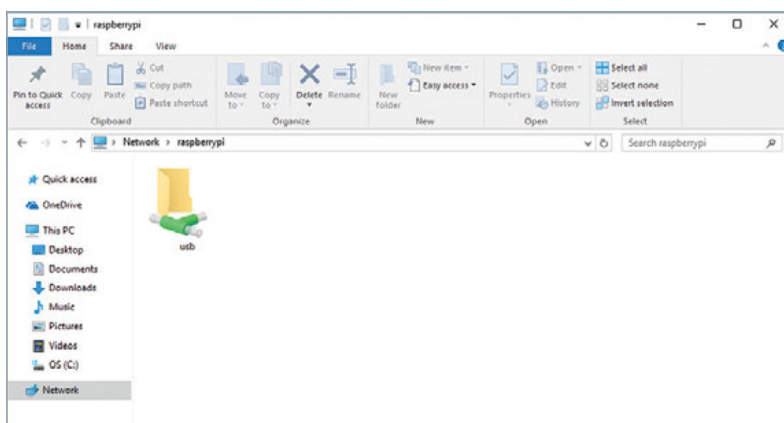 raspberrypi
File Home Share View
Pin to Quick access
Copy
Paste
Cut
Copy path
Paste shortcut
Clipboard
Move to
Copy to
Delete
Rename
Organize
New folder
New item
Easy access
New
Properties
Open
Edit
History
Open
Select all
Select none
Invert selection
Select
Network > raspberrypi
Search raspberrypi
Quick access
OneDrive
This PC
Desktop
Documents
Downloads
Music
Pictures
Videos
OS (C:)
Network
usb